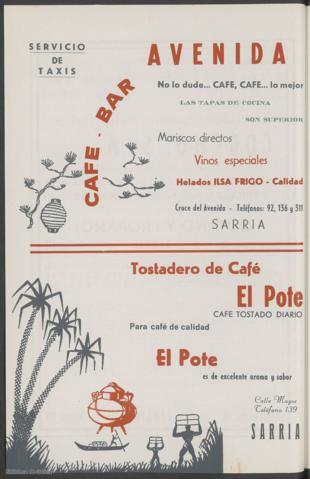 SERVICIO
DE
TAXIS
CAFE - BAR
AVENIDA
No lo dude... CAFE, CAFE... lo mejor
LAS TAPAS DE COCINA
SON SUPERIOR
Mariscos directos
Vinos especiales
Helados ILSA FRIGO - Calidad
Cruce del Avenida - Teléfonos: 92, 136 y 311
SARRIA
Tostadero de Café
El Pote
CAFE TOSTADO DIARIO
Para café de calidad
El Pote
es de excelente aroma y sabor
Calle Mayor
Teléfono 139
SARRIA